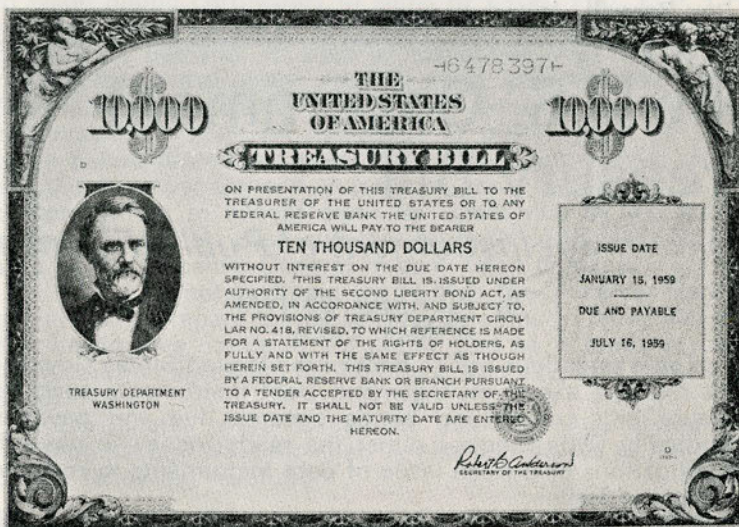 6478397
THE
UNITED STATES
OF AMERICA
10,000
10,000
TREASURY BILL
D
ON PRESENTATION OF THIS TREASURY BILL TO THE
TREASURER OF THE UNITED STATES OR TO ANY
FEDERAL RESERVE BANK THE UNITED STATES OF
AMERICA WILL PAY TO THE BEARER
TEN THOUSAND DOLLARS
WITHOUT INTEREST ON THE DUE DATE HEREON
SPECIFIED. THIS TREASURY BILL IS ISSUED UNDER
AUTHORITY OF THE SECOND LIBERTY BOND ACT, AS
AMENDED, IN ACCORDANCE WITH, AND SUBJECT TO,
THE PROVISIONS OF TREASURY DEPARTMENT CIRCU-
LAR NO. 418, REVISED, TO WHICH REFERENCE IS MADE
FOR A STATEMENT OF THE RIGHTS OF HOLDERS, AS
FULLY AND WITH THE SAME EFFECT AS THOUGH
HEREIN SET FORTH. THIS TREASURY BILL IS ISSUED
BY A FEDERAL RESERVE BANK OR BRANCH PURSUANT
TO A TENDER ACCEPTED BY THE SECRETARY OF THE
TREASURY. IT SHALL NOT BE VALID UNLESS THE
ISSUE DATE AND THE MATURITY DATE ARE ENTERED
HEREON.
TREASURY DEPARTMENT
WASHINGTON
ISSUE DATE
JANUARY 15, 1959
DUE AND PAYABLE
JULY 16, 1959
Robert B Anderson
SECRETARY OF THE TREASURY
D